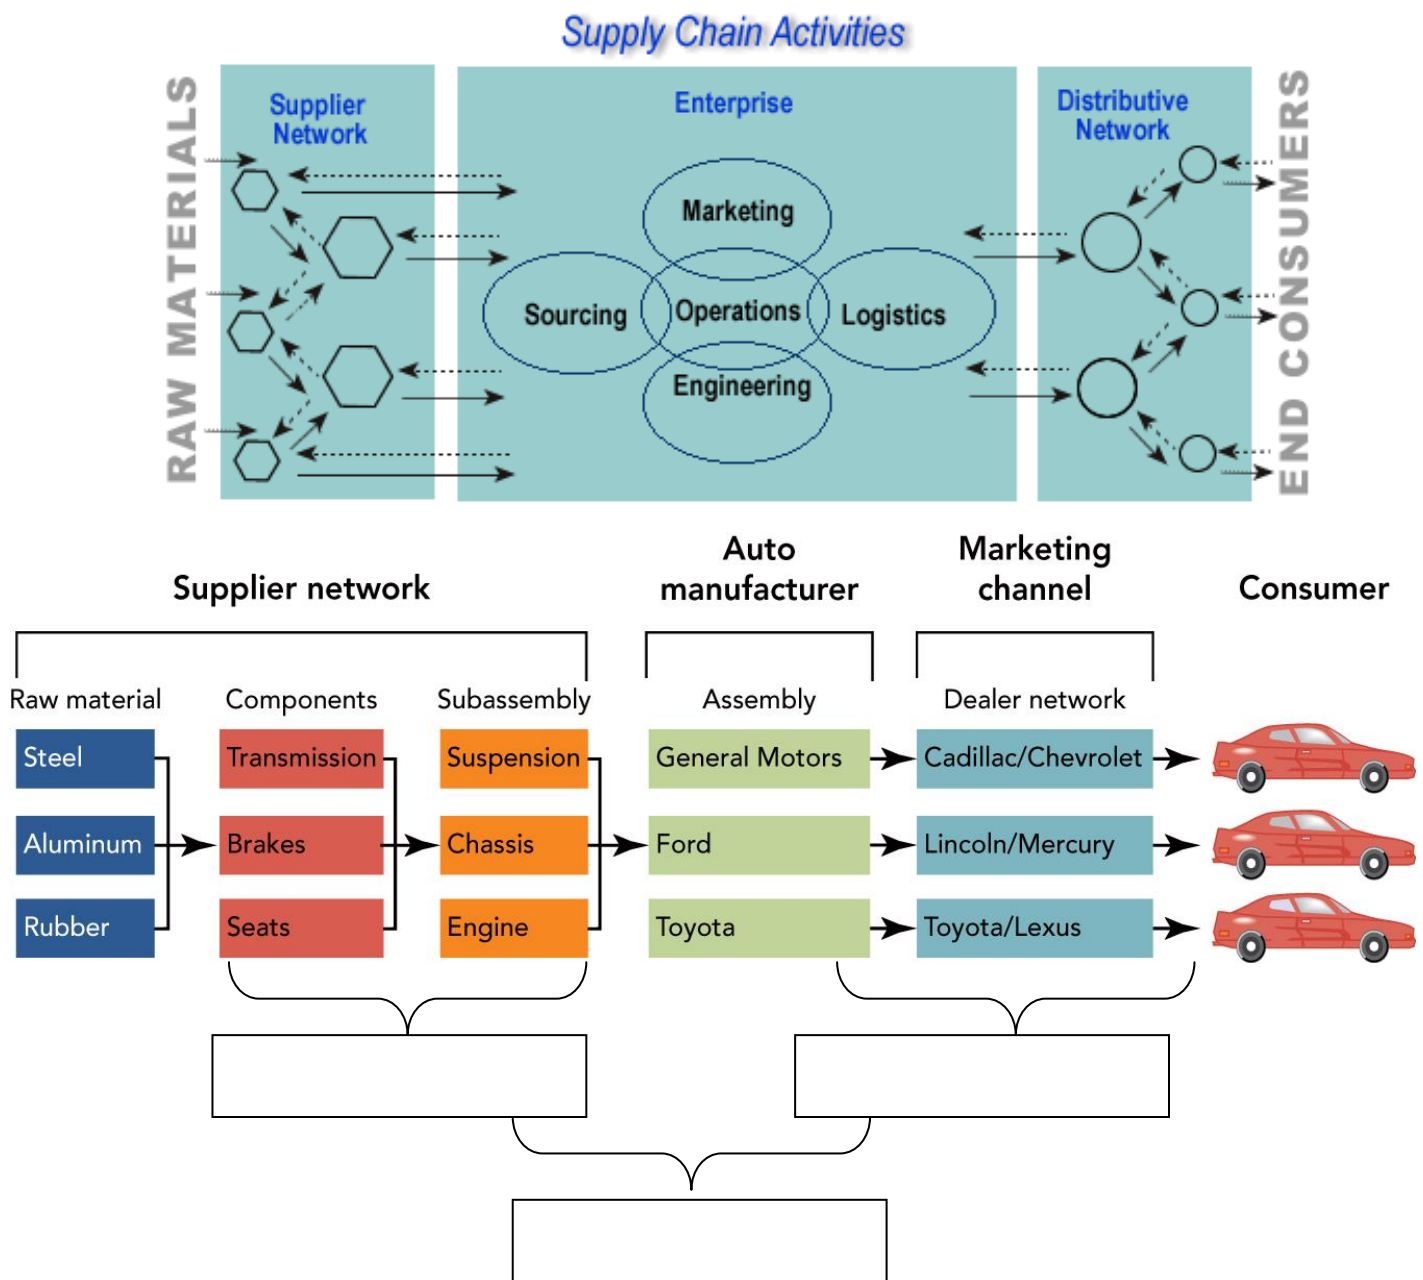 Supply Chain Activities
RAW MATERIALS
Supplier
Network
Enterprise
Marketing
Sourcing
Operations
Logistics
Engineering
Distributive
Network
END CONSUMERS
Supplier network
Auto
manufacturer
Marketing
channel
Consumer
Raw material
Components
Subassembly
Assembly
Dealer network
Steel
Transmission
Suspension
General Motors
Cadillac/Chevrolet
Aluminum
Brakes
Chassis
Ford
Lincoln/Mercury
Rubber
Seats
Engine
Toyota
Toyota/Lexus